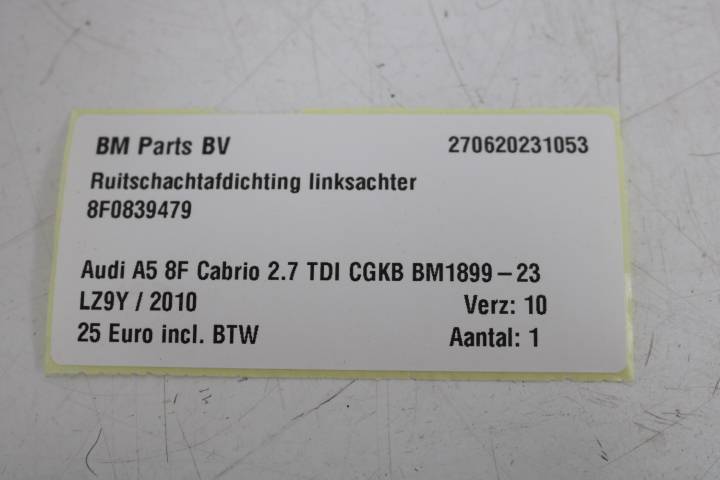 BM Parts BV 270620231053
Ruitschachtafdichting linksachter
8F0839479
Audi A5 8F Cabrio 2.7 TDI CGKB BM1899-23
LZ9Y / 2010 Verz: 10
25 Euro incl. BTW Aantal: 1